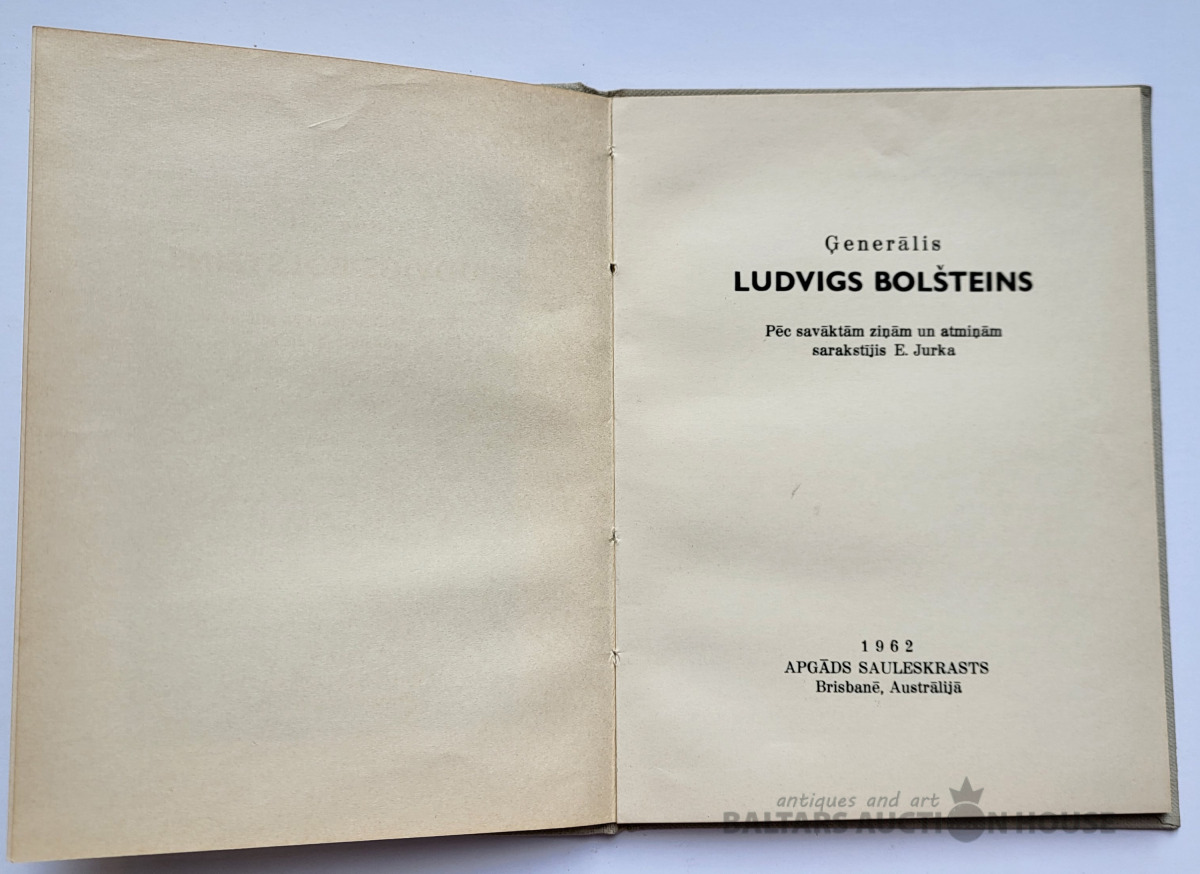 Ģenerālis
LUDVIGS BOLŠTEINS
Pēc savāktām ziņām un atmiņām
sarakstījis E. Jurka
1962
APGĀDS SAULESKRASTS
Brisbanē, Austrālijā
antiques and art
BALTARS AUCTION HOUSE